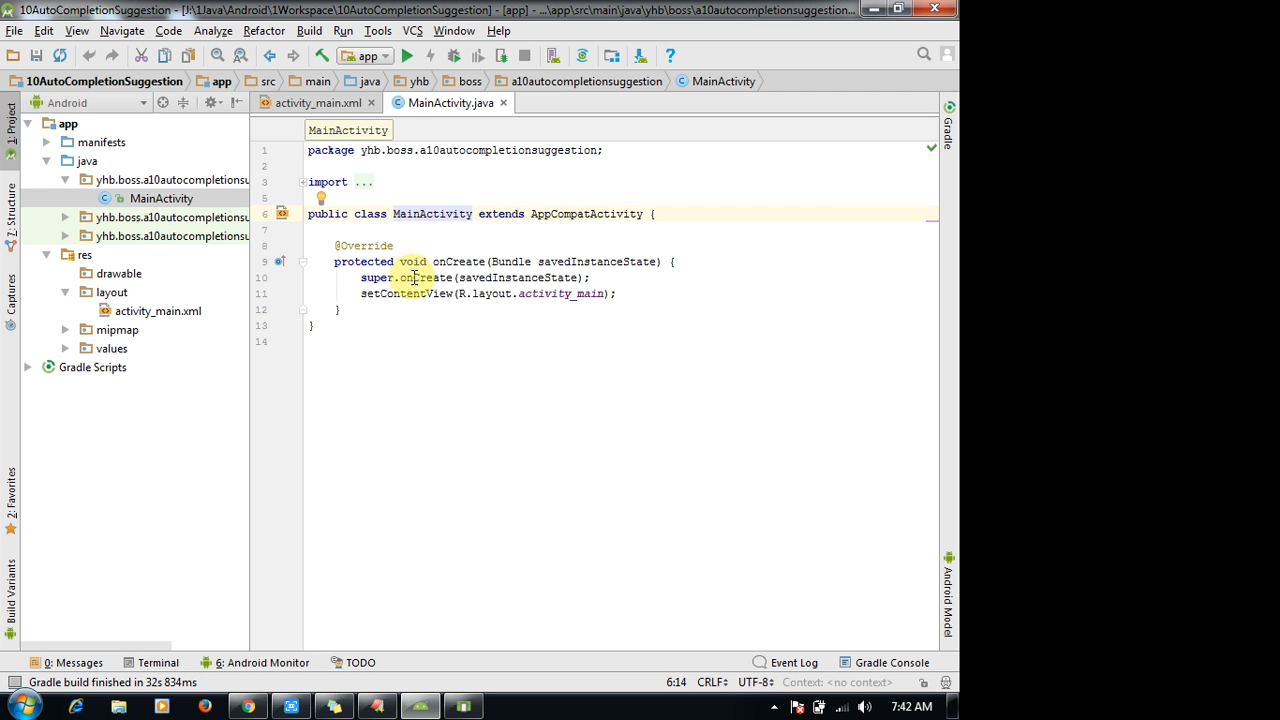 10AutoCompletionSuggestion - [J:\1Java\Android\1Workspace\10AutoCompletionSuggestion] - [app] - ...\app\src\main\java\yhb\boss\a10autocompletionsuggestion...
File Edit View Navigate Code Analyze Refactor Build Run Tools VCS Window Help
app
10AutoCompletionSuggestion app src main java yhb boss a10autocompletionsuggestion MainActivity
Android
activity_main.xml MainActivity.java
MainActivity
1: Project
7: Structure
Captures
2: Favorites
Build Variants
app
manifests
java
yhb.boss.a10autocompletionsu
MainActivity
yhb.boss.a10autocompletionsu
yhb.boss.a10autocompletionsu
res
drawable
layout
activity_main.xml
mipmap
values
Gradle Scripts
1 package yhb.boss.a10autocompletionsuggestion;
2
3 import ...
5
6 public class MainActivity extends AppCompatActivity {
7
8 @Override
9 protected void onCreate(Bundle savedInstanceState) {
10 super.onCreate(savedInstanceState);
11 setContentView(R.layout.activity_main);
12 }
13 }
14
Gradle
Android Model
0: Messages Terminal 6: Android Monitor TODO Event Log Gradle Console
Gradle build finished in 32s 834ms 6:14 CRLF UTF-8 Context: <no context>
7:42 AM